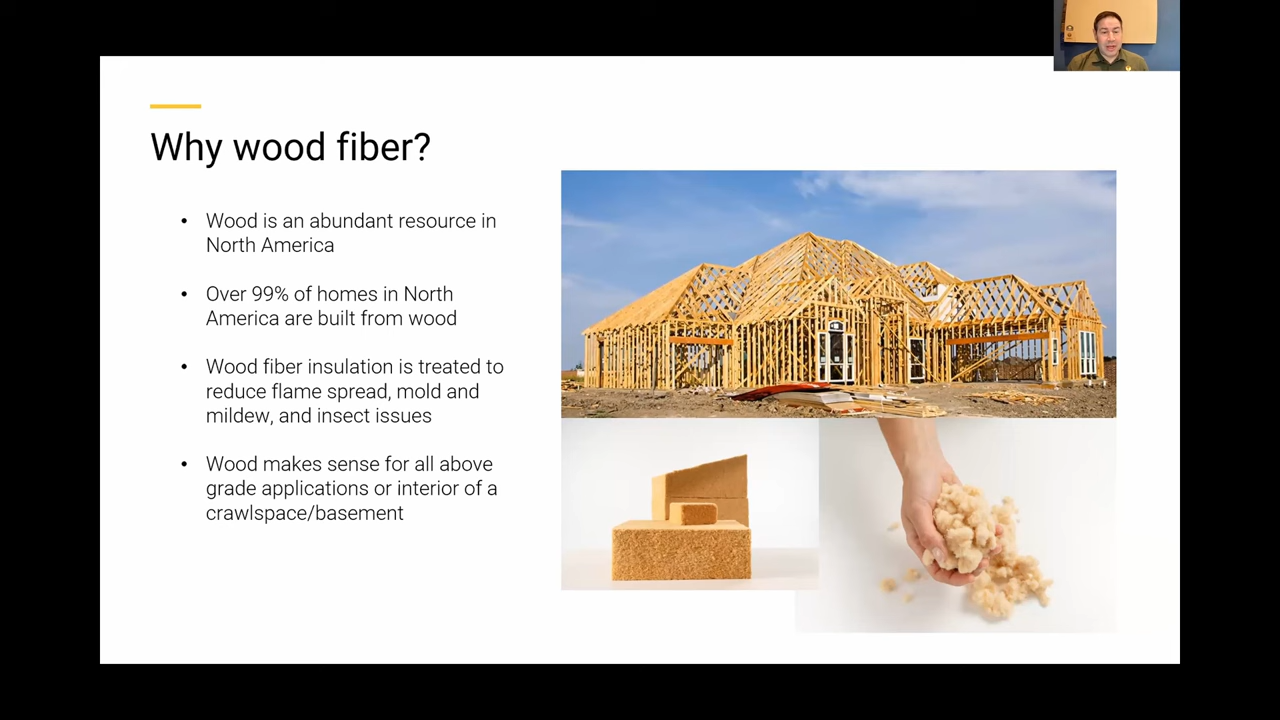 Why wood fiber?
• Wood is an abundant resource in
North America
• Over 99% of homes in North
America are built from wood
• Wood fiber insulation is treated to
reduce flame spread, mold and
mildew, and insect issues
• Wood makes sense for all above
grade applications or interior of a
crawlspace/basement